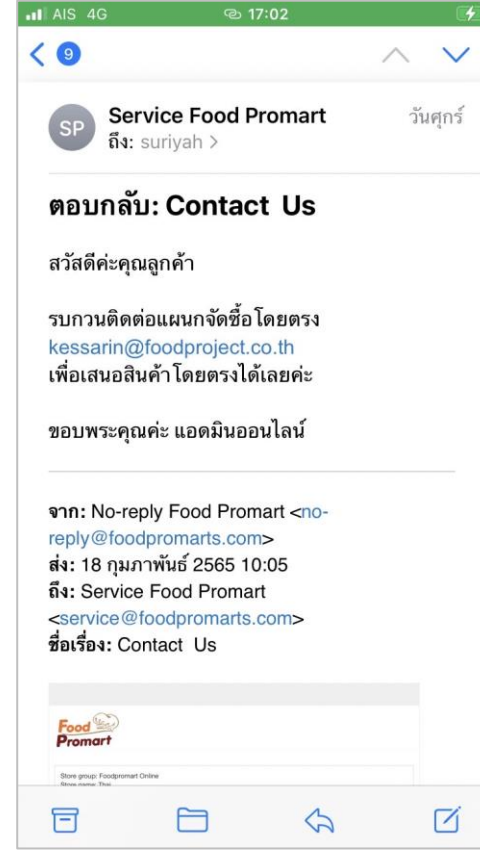 AIS 4G 17:02
9
SP
Service Food Promart วันศุกร์
ถึง: suriyah >
ตอบกลับ: Contact Us
สวัสดีค่ะคุณลูกค้า
รบกวนติดต่อแผนกจัดซื้อโดยตรง
kessarin@foodproject.co.th
เพื่อเสนอสินค้าโดยตรงได้เลยค่ะ
ขอบพระคุณค่ะ แอดมินออนไลน์
จาก: No-reply Food Promart <no-
reply@foodpromarts.com>
ส่ง: 18 กุมภาพันธ์ 2565 10:05
ถึง: Service Food Promart
<service@foodpromarts.com>
ชื่อเรื่อง: Contact Us
Food
Promart
Store group: Foodpromart Online
Store name: Thai